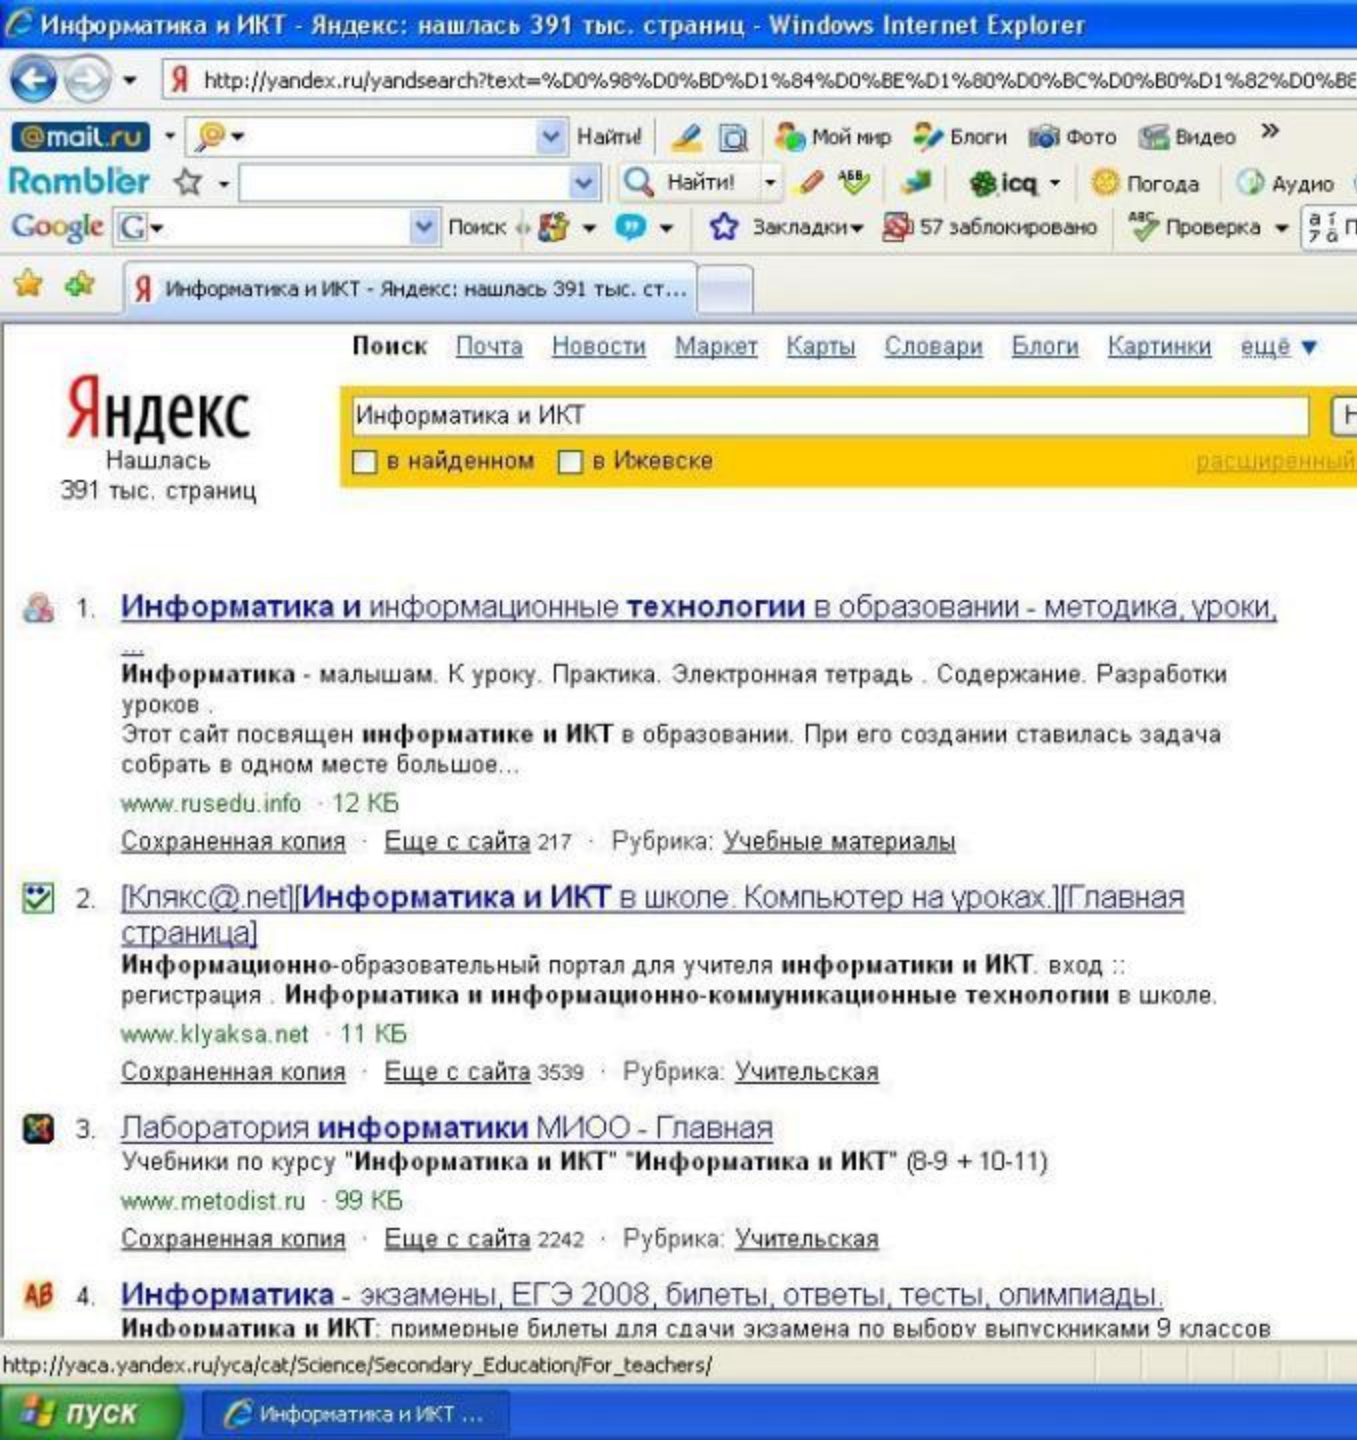 Информатика и ИКТ - Яндекс: нашлась 391 тыс. страниц - Windows Internet Explorer
Я http://yandex.ru/yandsearch?text=%D0%98%D0%BD%D1%84%D0%BE%D1%80%D0%BC%D0%B0%D1%82%D0%B8
@mail.ru Найти! Мой мир Блоги Фото Видео »
Rambler Найти! АБВ icq Погода Аудио
Google G Поиск Закладки 57 заблокировано ABC Проверка
Я Информатика и ИКТ - Яндекс: нашлась 391 тыс. ст...
Поиск Почта Новости Маркет Карты Словари Блоги Картинки ещё ▼
Яндекс
Нашлась
391 тыс. страниц
Информатика и ИКТ
в найденном в Ижевске расширенный
1. Информатика и информационные технологии в образовании - методика, уроки,
...
Информатика - малышам. К уроку. Практика. Электронная тетрадь . Содержание. Разработки
уроков .
Этот сайт посвящен информатике и ИКТ в образовании. При его создании ставилась задача
собрать в одном месте большое...
www.rusedu.info · 12 КБ
Сохраненная копия · Еще с сайта 217 · Рубрика: Учебные материалы
2. [Клякс@.net][Информатика и ИКТ в школе. Компьютер на уроках.][Главная
страница]
Информационно-образовательный портал для учителя информатики и ИКТ. вход ::
регистрация . Информатика и информационно-коммуникационные технологии в школе.
www.klyaksa.net · 11 КБ
Сохраненная копия · Еще с сайта 3539 · Рубрика: Учительская
3. Лаборатория информатики МИОО - Главная
Учебники по курсу "Информатика и ИКТ" "Информатика и ИКТ" (8-9 + 10-11)
www.metodist.ru · 99 КБ
Сохраненная копия · Еще с сайта 2242 · Рубрика: Учительская
АВ 4. Информатика - экзамены, ЕГЭ 2008, билеты, ответы, тесты, олимпиады.
Информатика и ИКТ: примерные билеты для сдачи экзамена по выбору выпускниками 9 классов
http://yaca.yandex.ru/yca/cat/Science/Secondary_Education/For_teachers/
пуск Информатика и ИКТ ...